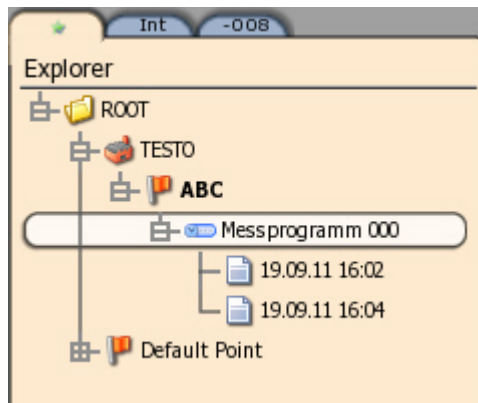 Int -008
Explorer
ROOT
TESTO
ABC
Messprogramm 000
19.09.11 16:02
19.09.11 16:04
Default Point